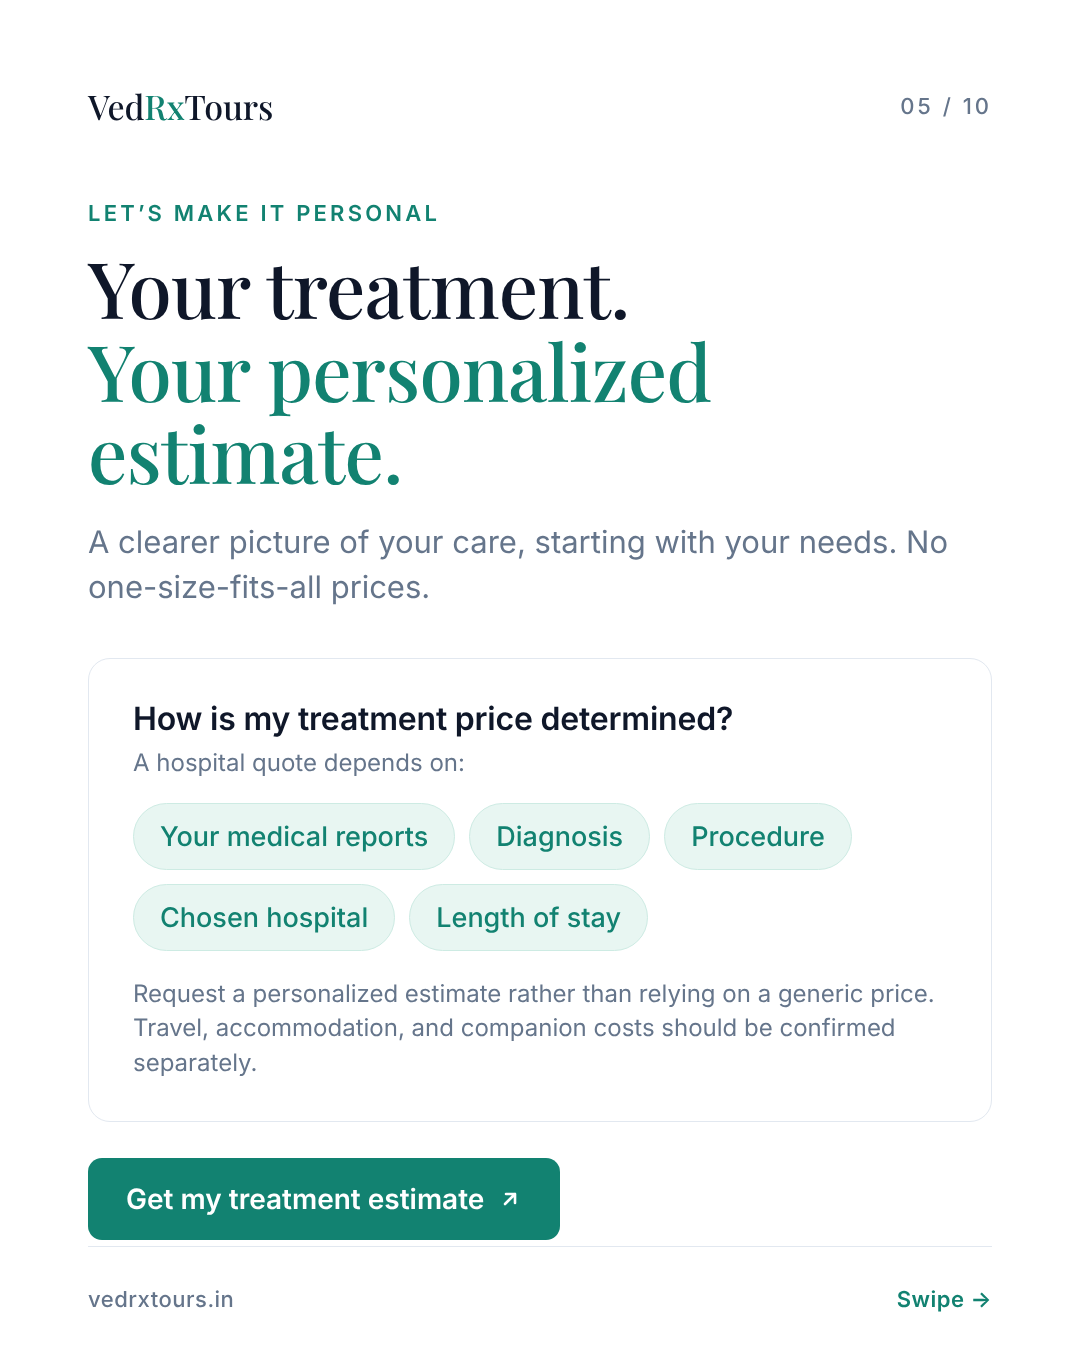 VedRxTours
05 / 10
LET’S MAKE IT PERSONAL
Your treatment.
Your personalized
estimate.
A clearer picture of your care, starting with your needs. No
one-size-fits-all prices.
How is my treatment price determined?
A hospital quote depends on:
Your medical reports
Diagnosis
Procedure
Chosen hospital
Length of stay
Request a personalized estimate rather than relying on a generic price.
Travel, accommodation, and companion costs should be confirmed
separately.
Get my treatment estimate ↗
vedrxtours.in
Swipe →